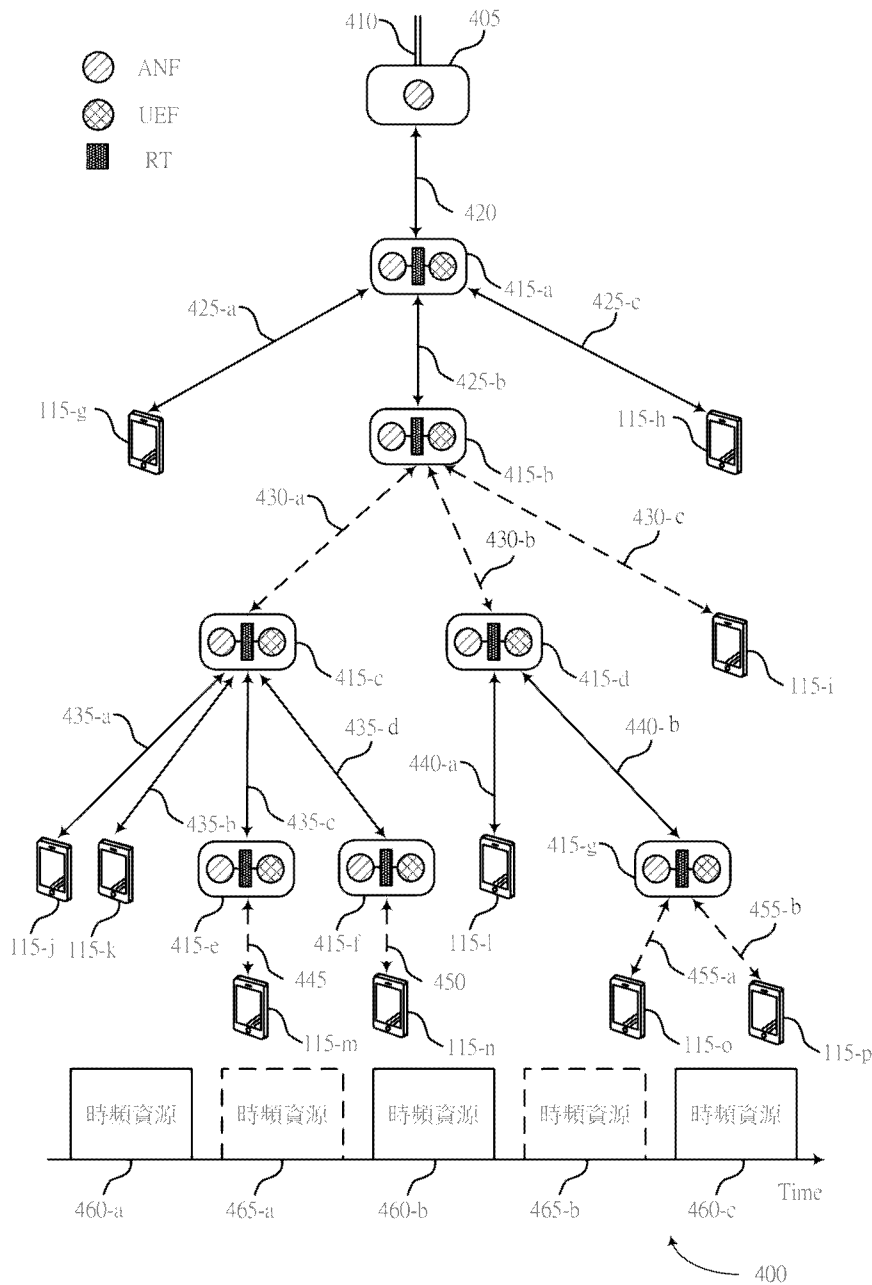 410
405
ANF
UEF
RT
420
415-a
425-a
425-c
425-b
115-g
115-h
415-b
430-a
430-b
430-c
415-c
415-d
115-i
435-a
435-d
440-a
440-b
435-b
435-c
415-g
115-j
115-k
415-e
415-f
115-l
455-b
455-a
445
450
115-m
115-n
115-o
115-p
時頻資源
時頻資源
時頻資源
時頻資源
時頻資源
Time
460-a
465-a
460-b
465-b
460-c
400